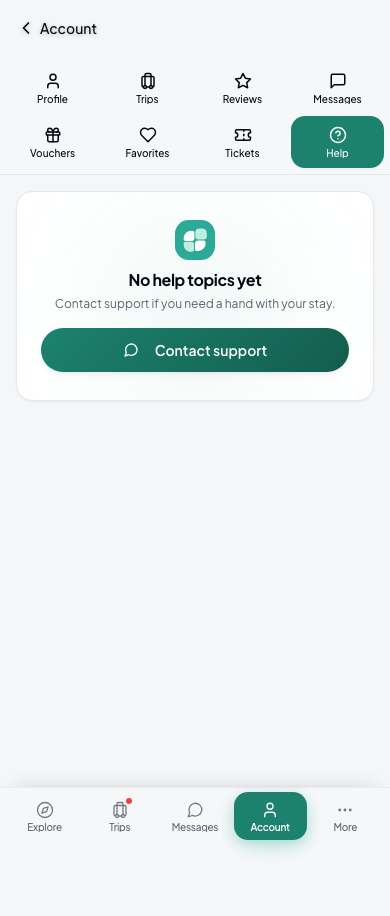 Account
Profile
Trips
Reviews
Messages
Vouchers
Favorites
Tickets
Help
No help topics yet
Contact support if you need a hand with your stay.
Contact support
Explore
Trips
Messages
Account
More